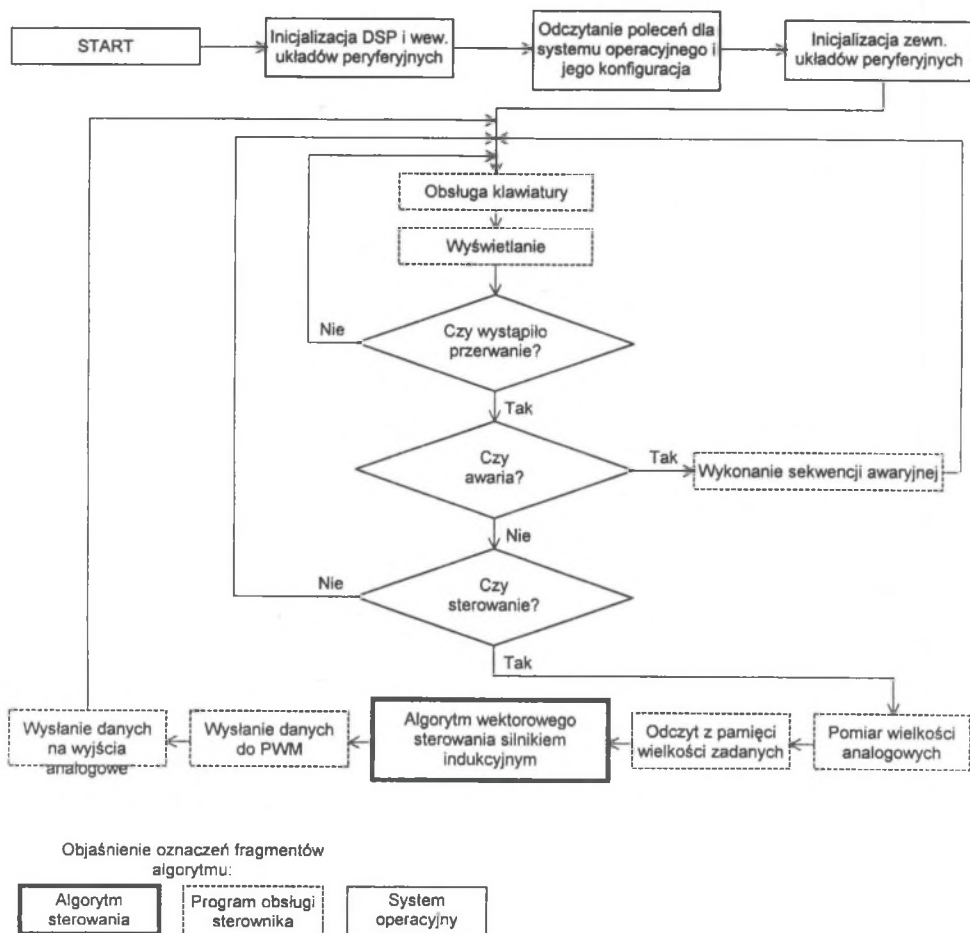 START
Inicjalizacja DSP i wew.
układów peryferyjnych
Odczytanie poleceń dla
systemu operacyjnego i
jego konfiguracja
Inicjalizacja zewn.
układów peryferyjnych
Obsługa klawiatury
Wyświetlanie
Nie
Czy wystąpiło
przerwanie?
Tak
Czy
awaria?
Tak
Wykonanie sekwencji awaryjnej
Nie
Nie
Czy
sterowanie?
Tak
Wysłanie danych
na wyjścia
analogowe
Wysłanie danych
do PWM
Algorytm wektorowego
sterowania silnikiem
indukcyjnym
Odczyt z pamięci
wielkości zadanych
Pomiar wielkości
analogowych
Objaśnienie oznaczeń fragmentów
algorytmu:
Algorytm
sterowania
Program obsługi
sterownika
System
operacyjny